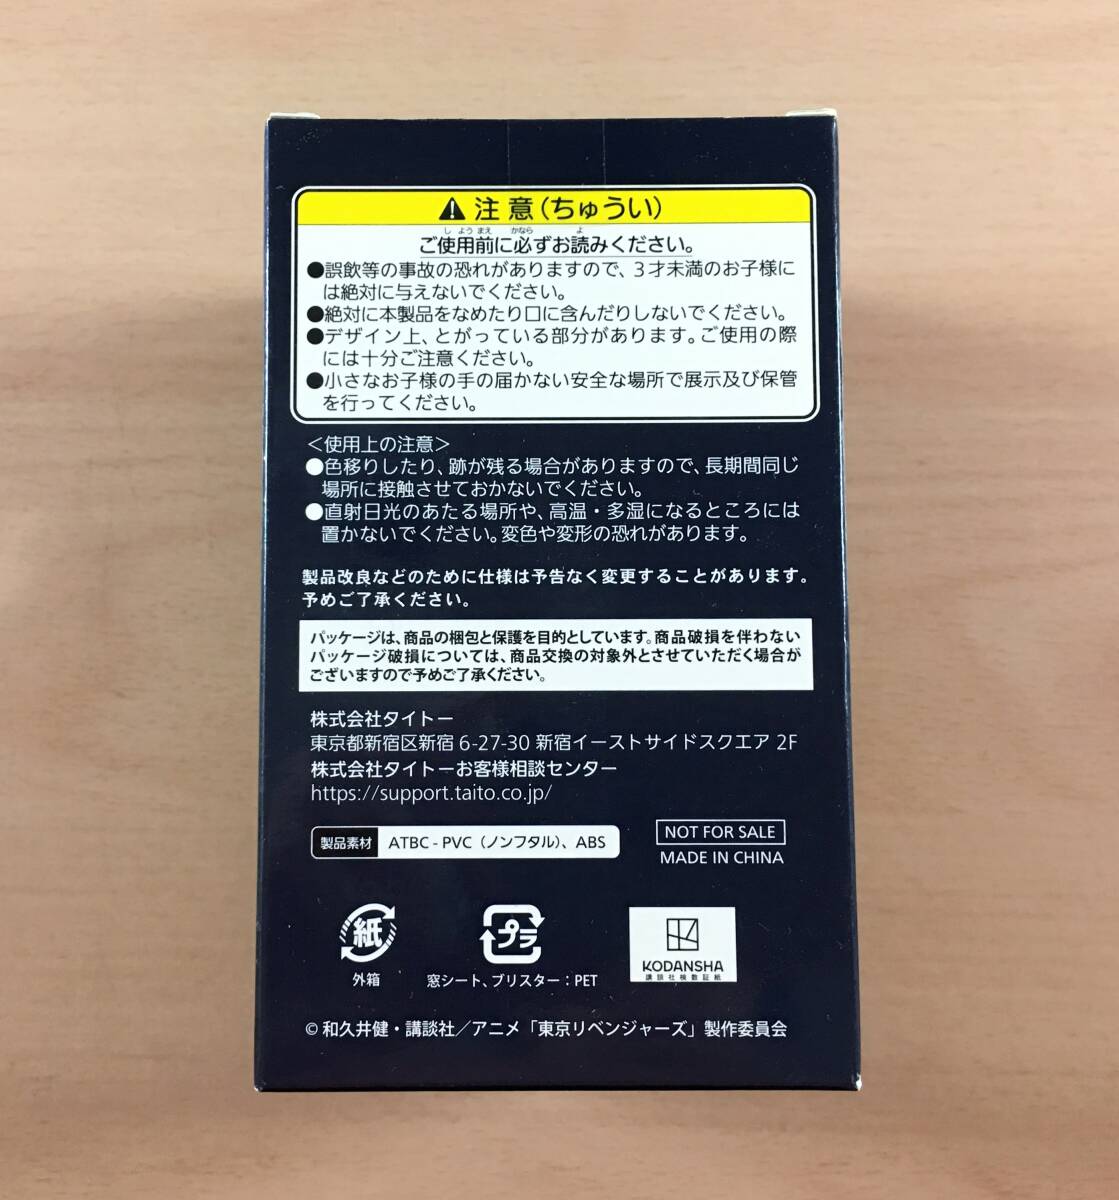 ⚠ 注意(ちゅうい)
しようまえ かなら よ
ご使用前に必ずお読みください。
●誤飲等の事故の恐れがありますので、3才未満のお子様に
は絶対に与えないでください。
●絶対に本製品をなめたり口に含んだりしないでください。
●デザイン上、とがっている部分があります。ご使用の際
には十分ご注意ください。
●小さなお子様の手の届かない安全な場所で展示及び保管
を行ってください。
＜使用上の注意＞
●色移りしたり、跡が残る場合がありますので、長期間同じ
場所に接触させておかないでください。
●直射日光のあたる場所や、高温・多湿になるところには
置かないでください。変色や変形の恐れがあります。
製品改良などのために仕様は予告なく変更することがあります。
予めご了承ください。
パッケージは、商品の梱包と保護を目的としています。商品破損を伴わない
パッケージ破損については、商品交換の対象外とさせていただく場合が
ございますので予めご了承ください。
株式会社タイトー
東京都新宿区新宿 6-27-30 新宿イーストサイドスクエア 2F
株式会社タイトーお客様相談センター
https://support.taito.co.jp/
製品素材 ATBC - PVC（ノンフタル）、ABS
NOT FOR SALE
MADE IN CHINA
紙
外箱
プラ
窓シート、ブリスター：PET
KODANSHA
講談社検数証紙
© 和久井健・講談社／アニメ「東京リベンジャーズ」製作委員会